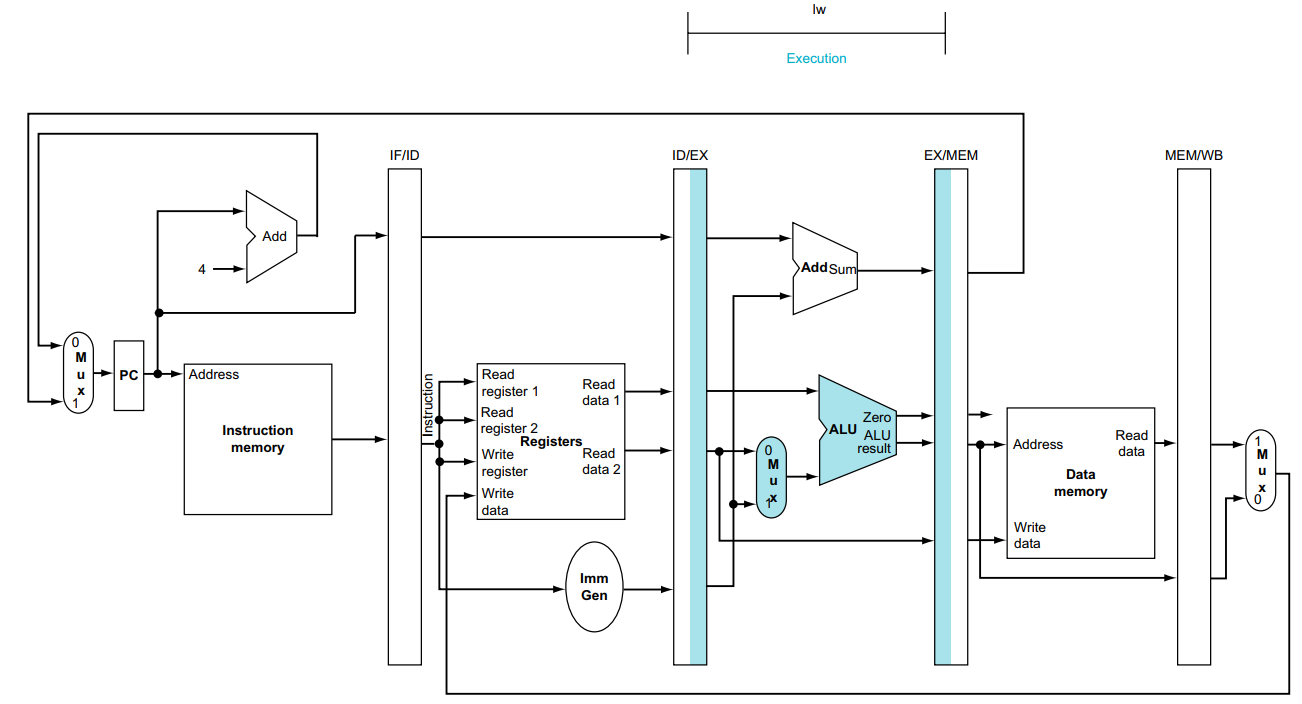 lw
Execution
IF/ID
ID/EX
EX/MEM
MEM/WB
Add
4
Add Sum
0
M
u
x
1
PC
Address
Instruction
memory
Instruction
Read
register 1
Read
register 2
Write
register
Write
data
Registers
Read
data 1
Read
data 2
Imm
Gen
0
M
u
x
1
ALU
Zero
ALU
result
Address
Read
data
Data
memory
Write
data
1
M
u
x
0